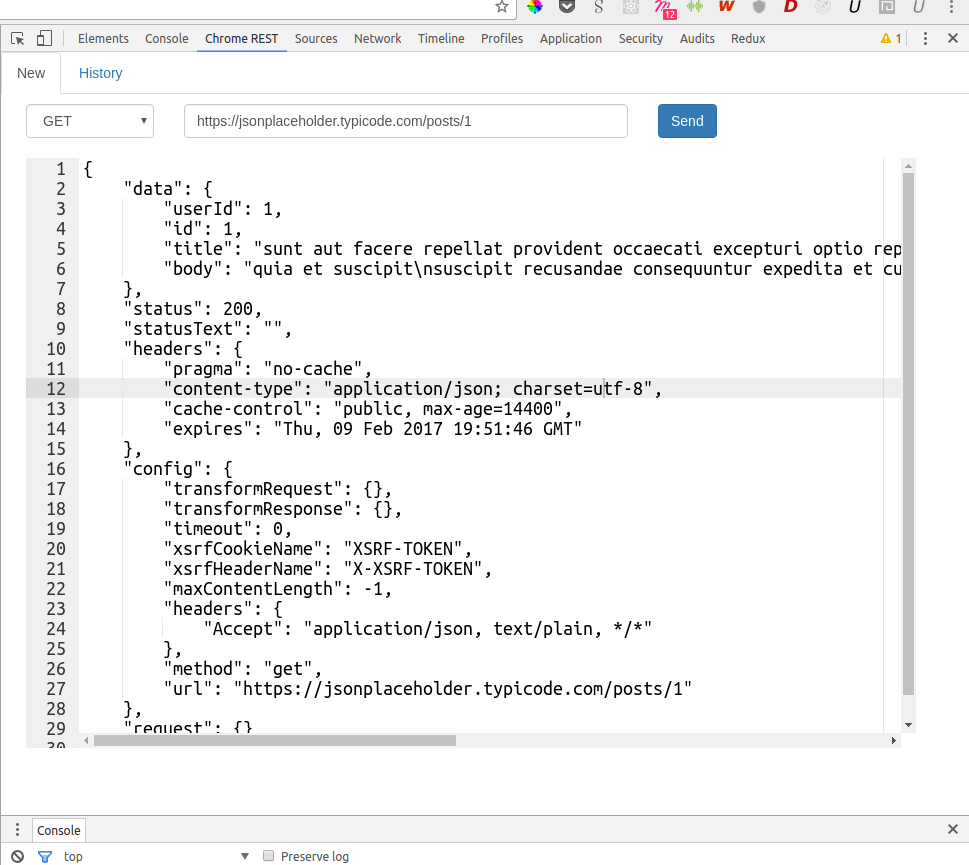 12
Elements Console Chrome REST Sources Network Timeline Profiles Application Security Audits Redux 1
New History
GET https://jsonplaceholder.typicode.com/posts/1 Send
1 {
2 "data": {
3 "userId": 1,
4 "id": 1,
5 "title": "sunt aut facere repellat provident occaecati excepturi optio rep
6 "body": "quia et suscipit\nsuscipit recusandae consequuntur expedita et cu
7 },
8 "status": 200,
9 "statusText": "",
10 "headers": {
11 "pragma": "no-cache",
12 "content-type": "application/json; charset=utf-8",
13 "cache-control": "public, max-age=14400",
14 "expires": "Thu, 09 Feb 2017 19:51:46 GMT"
15 },
16 "config": {
17 "transformRequest": {},
18 "transformResponse": {},
19 "timeout": 0,
20 "xsrfCookieName": "XSRF-TOKEN",
21 "xsrfHeaderName": "X-XSRF-TOKEN",
22 "maxContentLength": -1,
23 "headers": {
24 "Accept": "application/json, text/plain, */*"
25 },
26 "method": "get",
27 "url": "https://jsonplaceholder.typicode.com/posts/1"
28 },
29 "request": {}
30
Console
top Preserve log